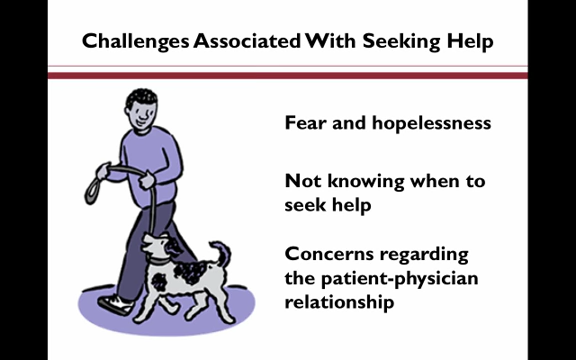 Challenges Associated With Seeking Help
Fear and hopelessness
Not knowing when to
seek help
Concerns regarding
the patient-physician
relationship